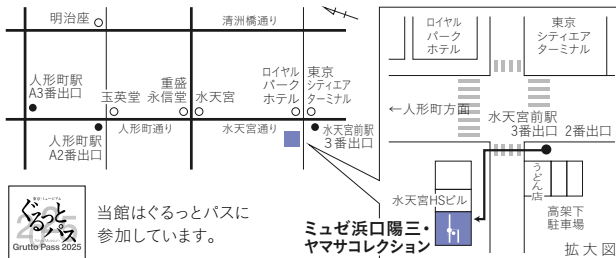 明治座
清洲橋通り
人形町駅
A3番出口
玉英堂
重盛
永信堂
水天宮
ロイヤル
パーク
ホテル
東京
シティエア
ターミナル
人形町駅
A2番出口
人形町通り
水天宮通り
水天宮前駅
3番出口
東京・ミュージアム
ぐるっと
パス
2025
Grutto Pass 2025
当館はぐるっとパスに
参加しています。
ロイヤル
パーク
ホテル
東京
シティエア
ターミナル
←人形町方面
水天宮前駅
3番出口 2番出口
うどん店
水天宮HSビル
高架下
駐車場
ミュゼ浜口陽三・
ヤマサコレクション
拡大図